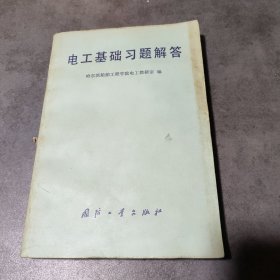 电工基础习题解答
哈尔滨船舶工程学院电工教研室 编
国防工业出版社